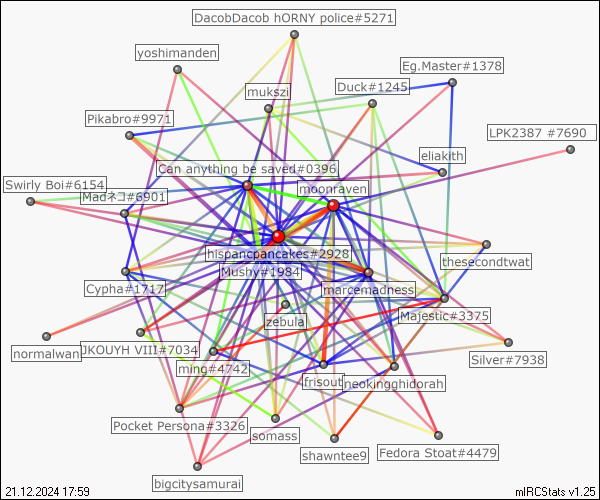 DacobDacob hORNY police#5271
yoshimanden
Eg.Master#1378
mukszi
Duck#1245
Pikabro#9971
LPK2387 #7690
eliakith
Can anything be saved#0396
Swirly Boi#6154
moonraven
Madネコ#6901
hispancpancakes#2928
thesecondtwat
Mushy#1984
Cypha#1717
marcemadness
Majestic#3375
zebula
normalwan
JKOUYH VIII#7034
Silver#7938
ming#4742
frisout
neokingghidorah
Pocket Persona#3326
somass
shawntee9
Fedora Stoat#4479
bigcitysamurai
21.12.2024 17:59
mIRCStats v1.25